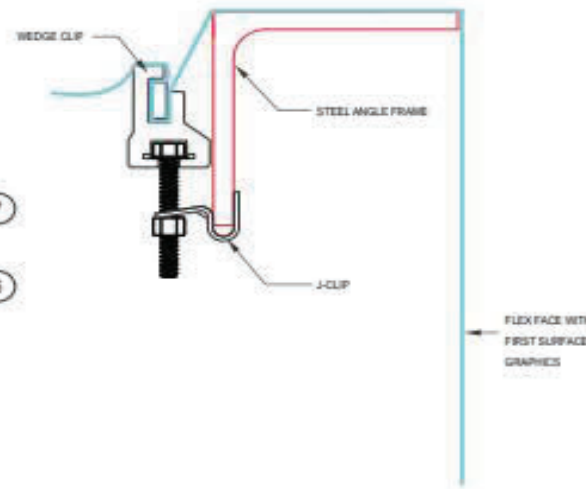 WEDGE CLIP
STEEL ANGLE FRAME
J-CLIP
FLEX FACE WITH
FIRST SURFACE
GRAPHICS